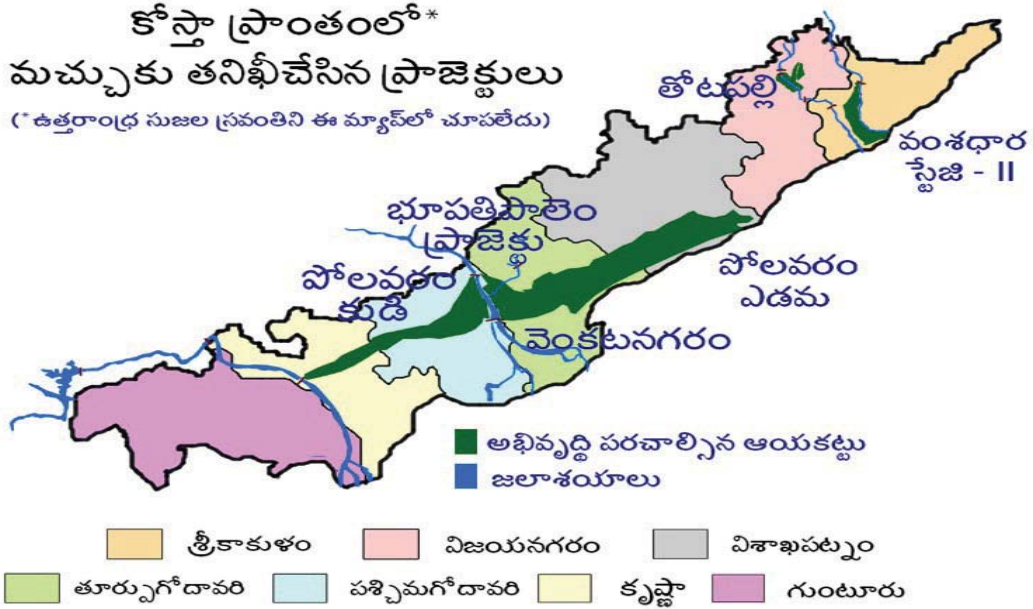 కోస్తా ప్రాంతంలో*
మచ్చుకు తనిఖీచేసిన ప్రాజెక్టులు
(*ఉత్తరాంధ్ర సుజల స్రవంతిని ఈ మ్యాప్‌లో చూపలేదు)
తోటపల్లి
వంశధార
స్టేజి - II
భూపతిపాలెం
ప్రాజెక్టు
పోలవరం
కుడి
పోలవరం
ఎడమ
వెంకటనగరం
అభివృద్ధి పరచాల్సిన ఆయకట్టు
జలాశయాలు
శ్రీకాకుళం
విజయనగరం
విశాఖపట్నం
తూర్పుగోదావరి
పశ్చిమగోదావరి
కృష్ణా
గుంటూరు